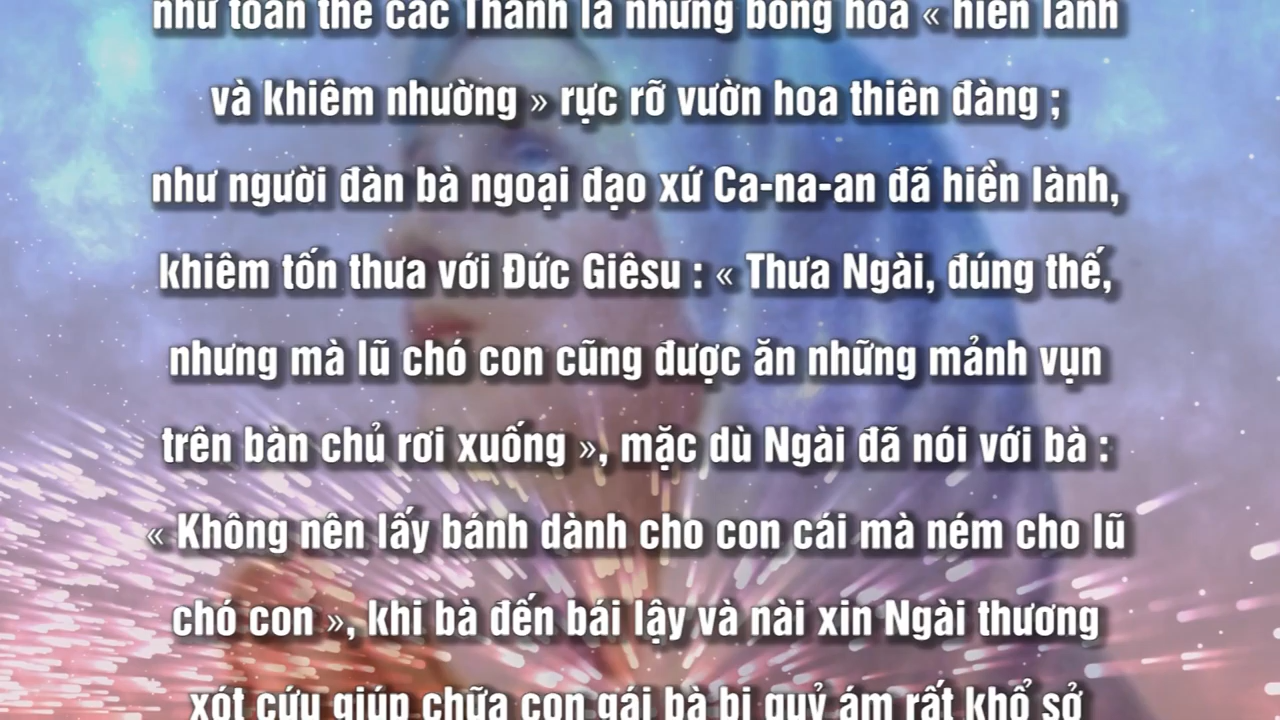 như toàn thể các Thánh là những bông hoa « hiền lành
và khiêm nhường » rực rỡ vườn hoa thiên đàng ;
như người đàn bà ngoại đạo xứ Ca-na-an đã hiền lành,
khiêm tốn thưa với Đức Giêsu : « Thưa Ngài, đúng thế,
nhưng mà lũ chó con cũng được ăn những mảnh vụn
trên bàn chủ rơi xuống », mặc dù Ngài đã nói với bà :
« Không nên lấy bánh dành cho con cái mà ném cho lũ
chó con », khi bà đến bái lậy và nài xin Ngài thương
xót cứu giúp chữa con gái bà bị quỷ ám rất khổ sở